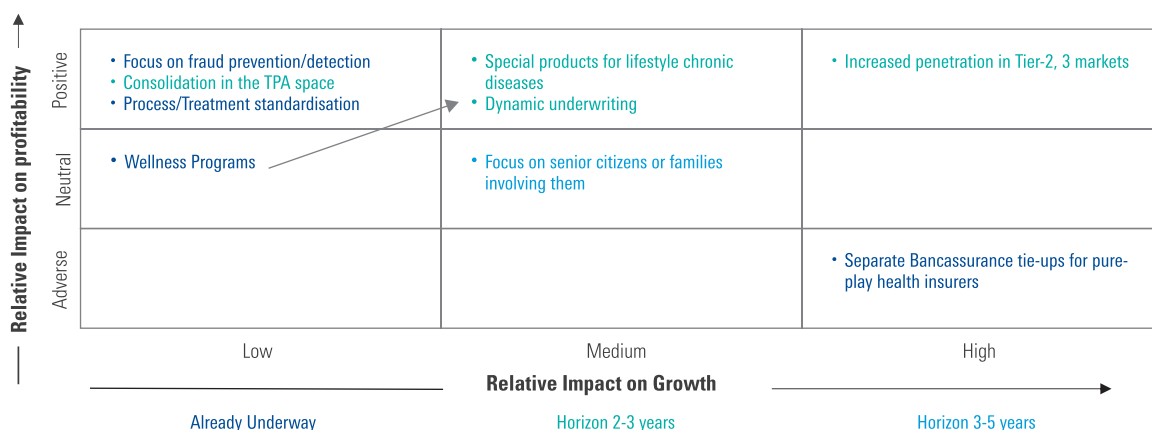 Relative Impact on profitability
Positive
• Focus on fraud prevention/detection
• Consolidation in the TPA space
• Process/Treatment standardisation
• Special products for lifestyle chronic
diseases
• Dynamic underwriting
• Increased penetration in Tier-2, 3 markets
Neutral
• Wellness Programs
• Focus on senior citizens or families
involving them
Adverse
• Separate Bancassurance tie-ups for pure-
play health insurers
Low
Medium
High
Relative Impact on Growth
Already Underway
Horizon 2-3 years
Horizon 3-5 years